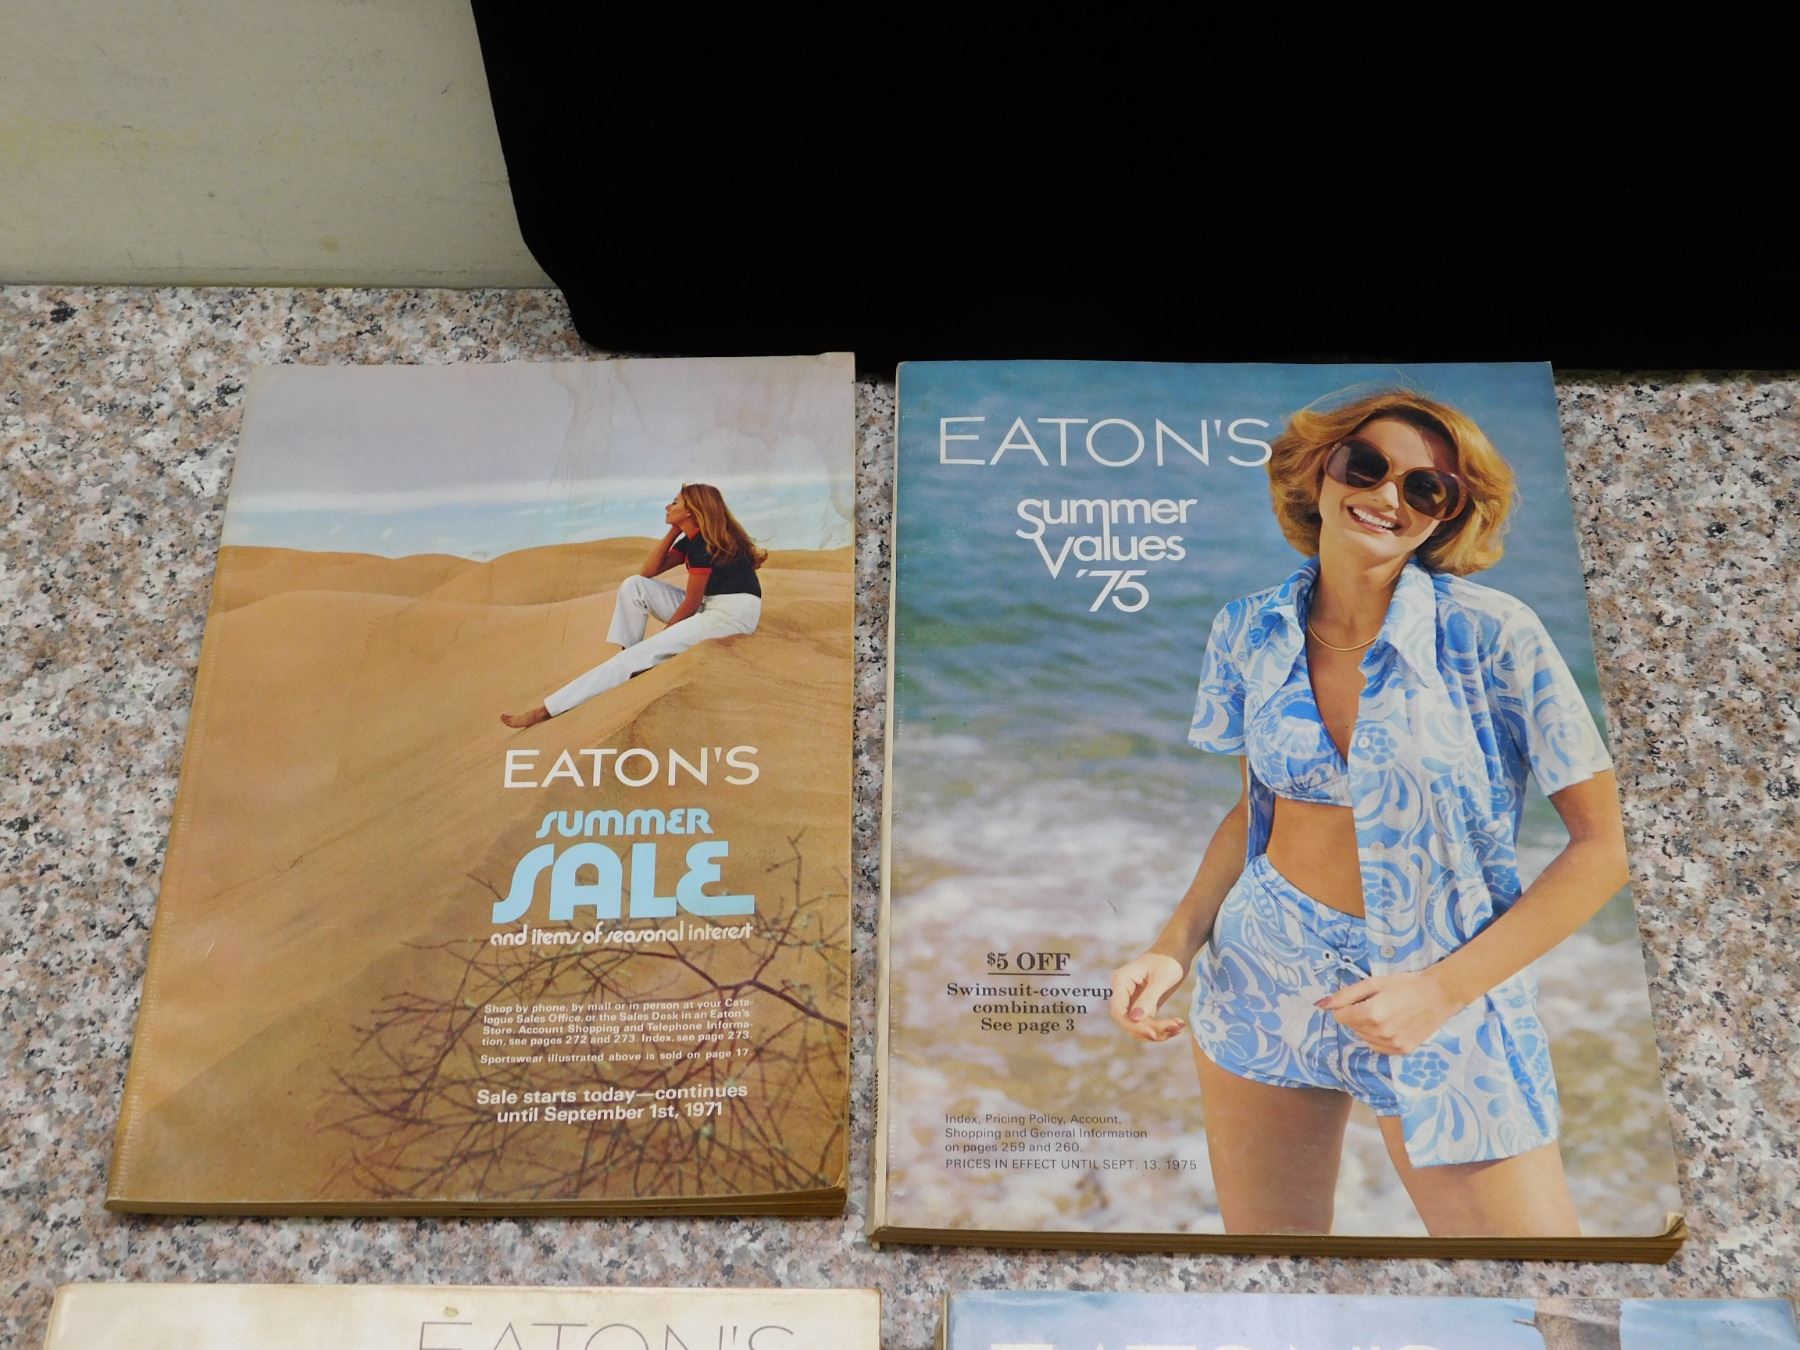 EATON'S
SUMMER
SALE
and items of seasonal interest
Shop by phone, by mail or in person at your Cata-
logue Sales Office, or the Sales Desk in an Eaton's
Store. Account Shopping and Telephone Informa-
tion, see pages 272 and 273. Index, see page 273.
Sportswear illustrated above is sold on page 17.
Sale starts today—continues
until September 1st, 1971
EATON'S
summer
Values
'75
$5 OFF
Swimsuit-coverup
combination
See page 3
Index, Pricing Policy, Account,
Shopping and General Information
on pages 259 and 260.
PRICES IN EFFECT UNTIL SEPT. 13, 1975
EATON'S
EATON'S